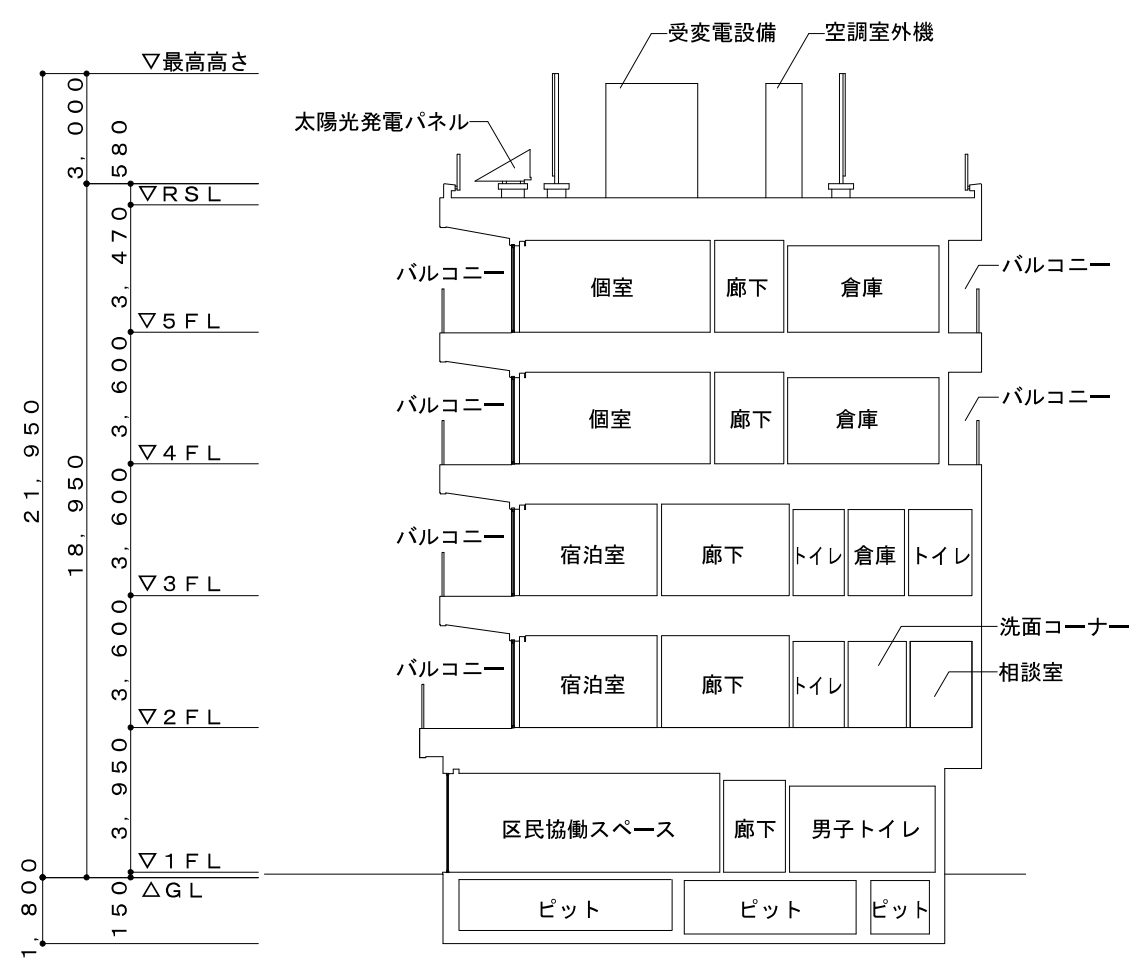 受変電設備
空調室外機
▽最高高さ
太陽光発電パネル
3,000
580
▽RSL
3,470
バルコニー
個室
廊下
倉庫
バルコニー
▽5FL
3,600
バルコニー
個室
廊下
倉庫
バルコニー
21,950
18,950
▽4FL
3,600
バルコニー
宿泊室
廊下
トイレ
倉庫
トイレ
▽3FL
3,600
洗面コーナー
バルコニー
宿泊室
廊下
トイレ
相談室
▽2FL
3,950
区民協働スペース
廊下
男子トイレ
▽1FL
△GL
1,800
150
ピット
ピット
ピット